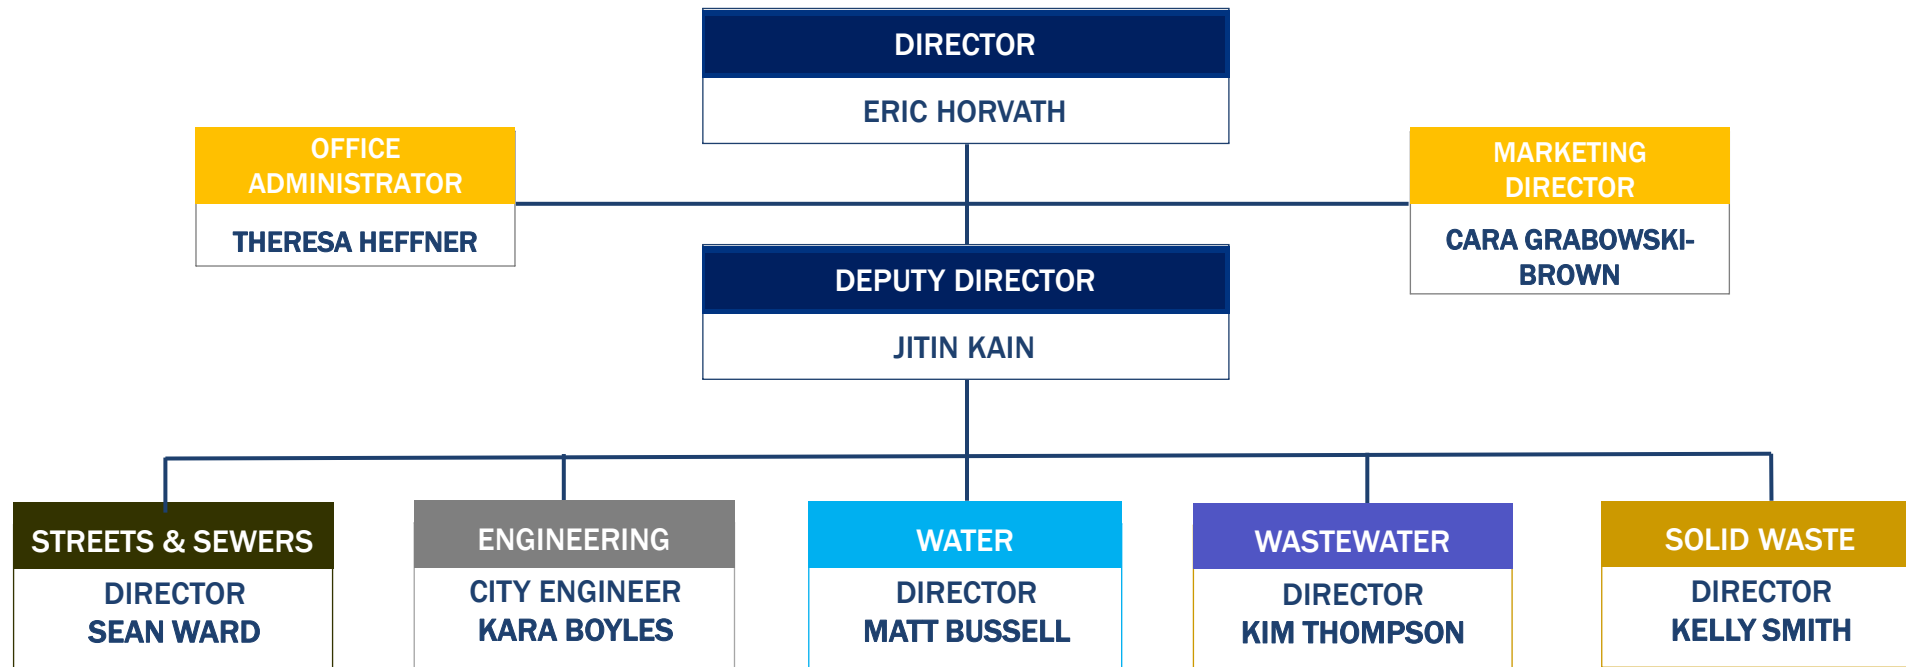 DIRECTOR
ERIC HORVATH
OFFICE
ADMINISTRATOR
THERESA HEFFNER
MARKETING
DIRECTOR
CARA GRABOWSKI-
BROWN
DEPUTY DIRECTOR
JITIN KAIN
STREETS & SEWERS
DIRECTOR
SEAN WARD
ENGINEERING
CITY ENGINEER
KARA BOYLES
WATER
DIRECTOR
MATT BUSSELL
WASTEWATER
DIRECTOR
KIM THOMPSON
SOLID WASTE
DIRECTOR
KELLY SMITH